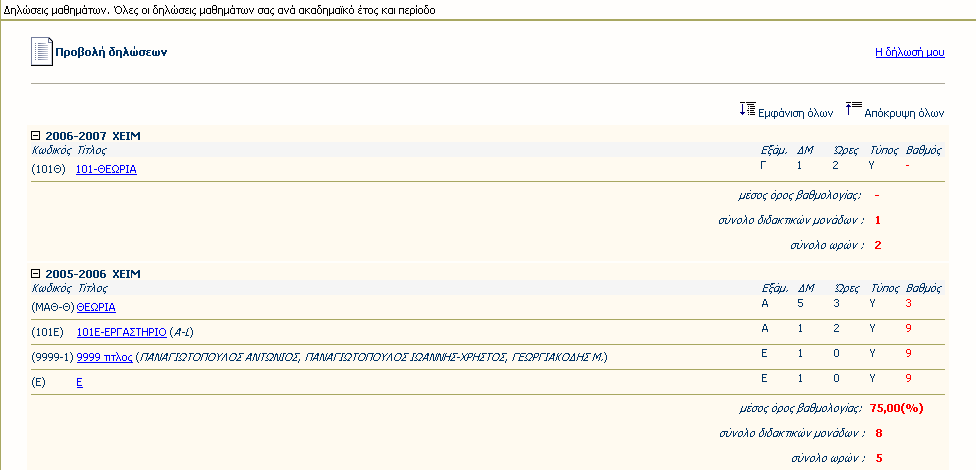 Δηλώσεις μαθημάτων. Όλες οι δηλώσεις μαθημάτων σας ανά ακαδημαϊκό έτος και περίοδο
Προβολή δηλώσεων Η δήλωσή μου
Εμφάνιση όλων Απόκρυψη όλων
2006-2007 ΧΕΙΜ
Κωδικός Τίτλος Εξάμ. ΔΜ Ώρες Τύπος Βαθμός
(101Θ) 101-ΘΕΩΡΙΑ Γ 1 2 Υ -
μέσος όρος βαθμολογίας: -
σύνολο διδακτικών μονάδων : 1
σύνολο ωρών : 2
2005-2006 ΧΕΙΜ
Κωδικός Τίτλος Εξάμ. ΔΜ Ώρες Τύπος Βαθμός
(ΜΑΘ-Θ) ΘΕΩΡΙΑ Α 5 3 Υ 3
(101Ε) 101Ε-ΕΡΓΑΣΤΗΡΙΟ (Α-L) Α 1 2 Υ 9
(9999-1) 9999 τιτλος (ΠΑΝΑΓΙΩΤΟΠΟΥΛΟΣ ΑΝΤΩΝΙΟΣ, ΠΑΝΑΓΙΩΤΟΠΟΥΛΟΣ ΙΩΑΝΝΗΣ-ΧΡΗΣΤΟΣ, ΓΕΩΡΓΙΑΚΟΔΗΣ Μ.) Ε 1 0 Υ 9
(Ε) Ε Ε 1 0 Υ 9
μέσος όρος βαθμολογίας: 75,00(%)
σύνολο διδακτικών μονάδων : 8
σύνολο ωρών : 5